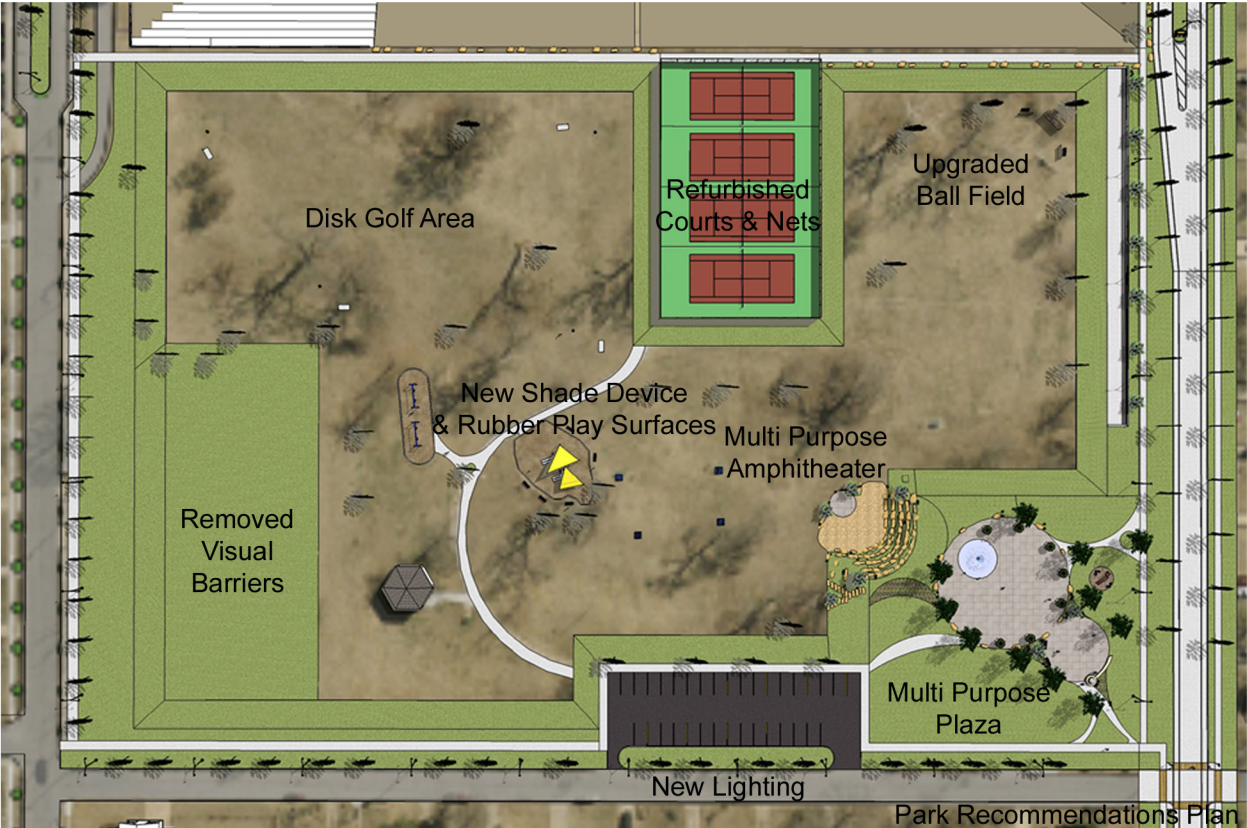 Upgraded
Ball Field
Refurbished
Courts & Nets
Disk Golf Area
New Shade Device
& Rubber Play Surfaces
Multi Purpose
Amphitheater
Removed
Visual
Barriers
Multi Purpose
Plaza
New Lighting
Park Recommendations Plan